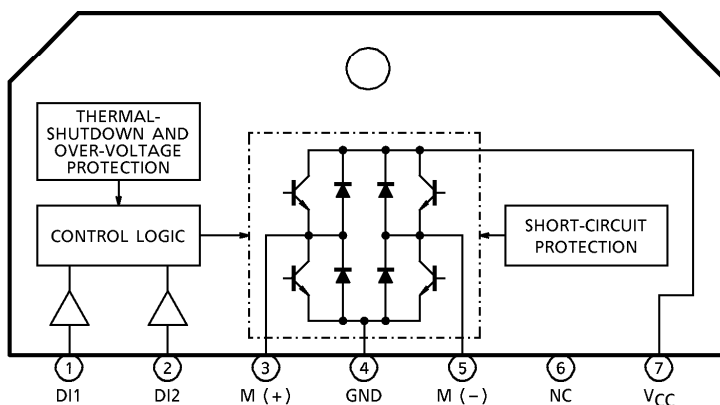 THERMAL-
SHUTDOWN AND
OVER-VOLTAGE
PROTECTION
CONTROL LOGIC
SHORT-CIRCUIT
PROTECTION
1 2 3 4 5 6 7
DI1 DI2 M (+) GND M (−) NC VCC